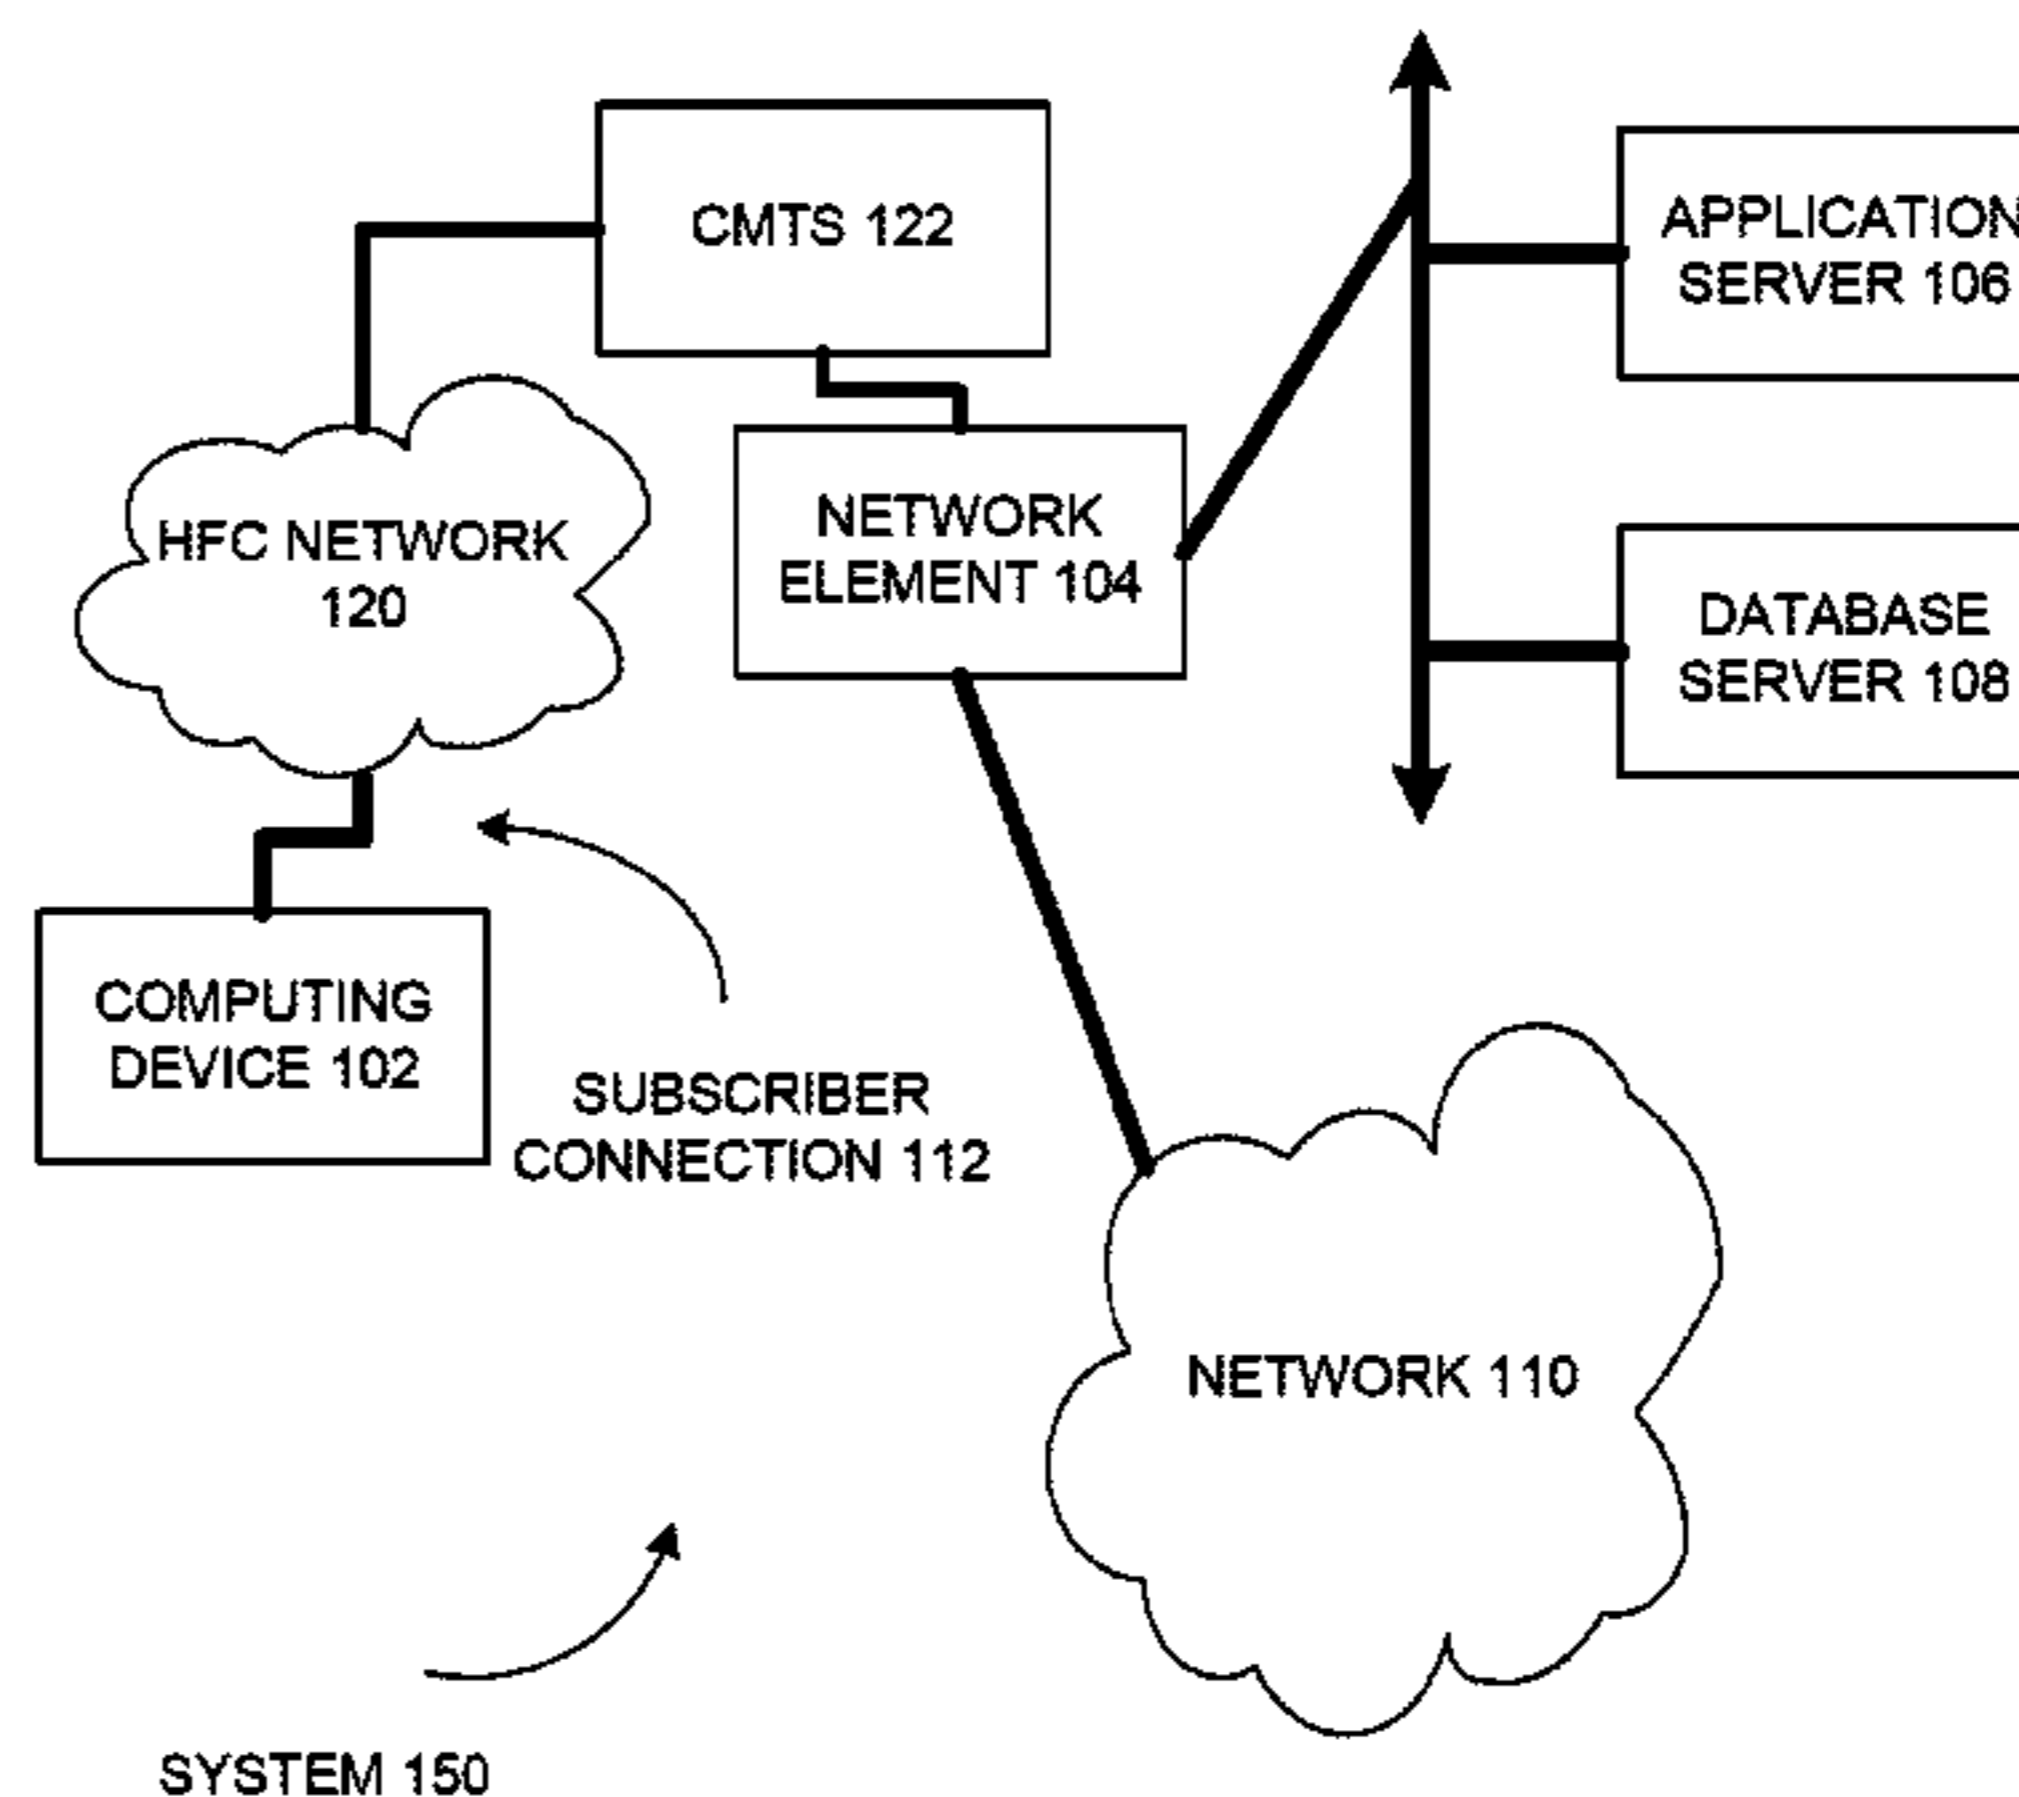 CMTS 122
APPLICATION
SERVER 106
HFC NETWORK
120
NETWORK
ELEMENT 104
DATABASE
SERVER 108
COMPUTING
DEVICE 102
SUBSCRIBER
CONNECTION 112
NETWORK 110
SYSTEM 150